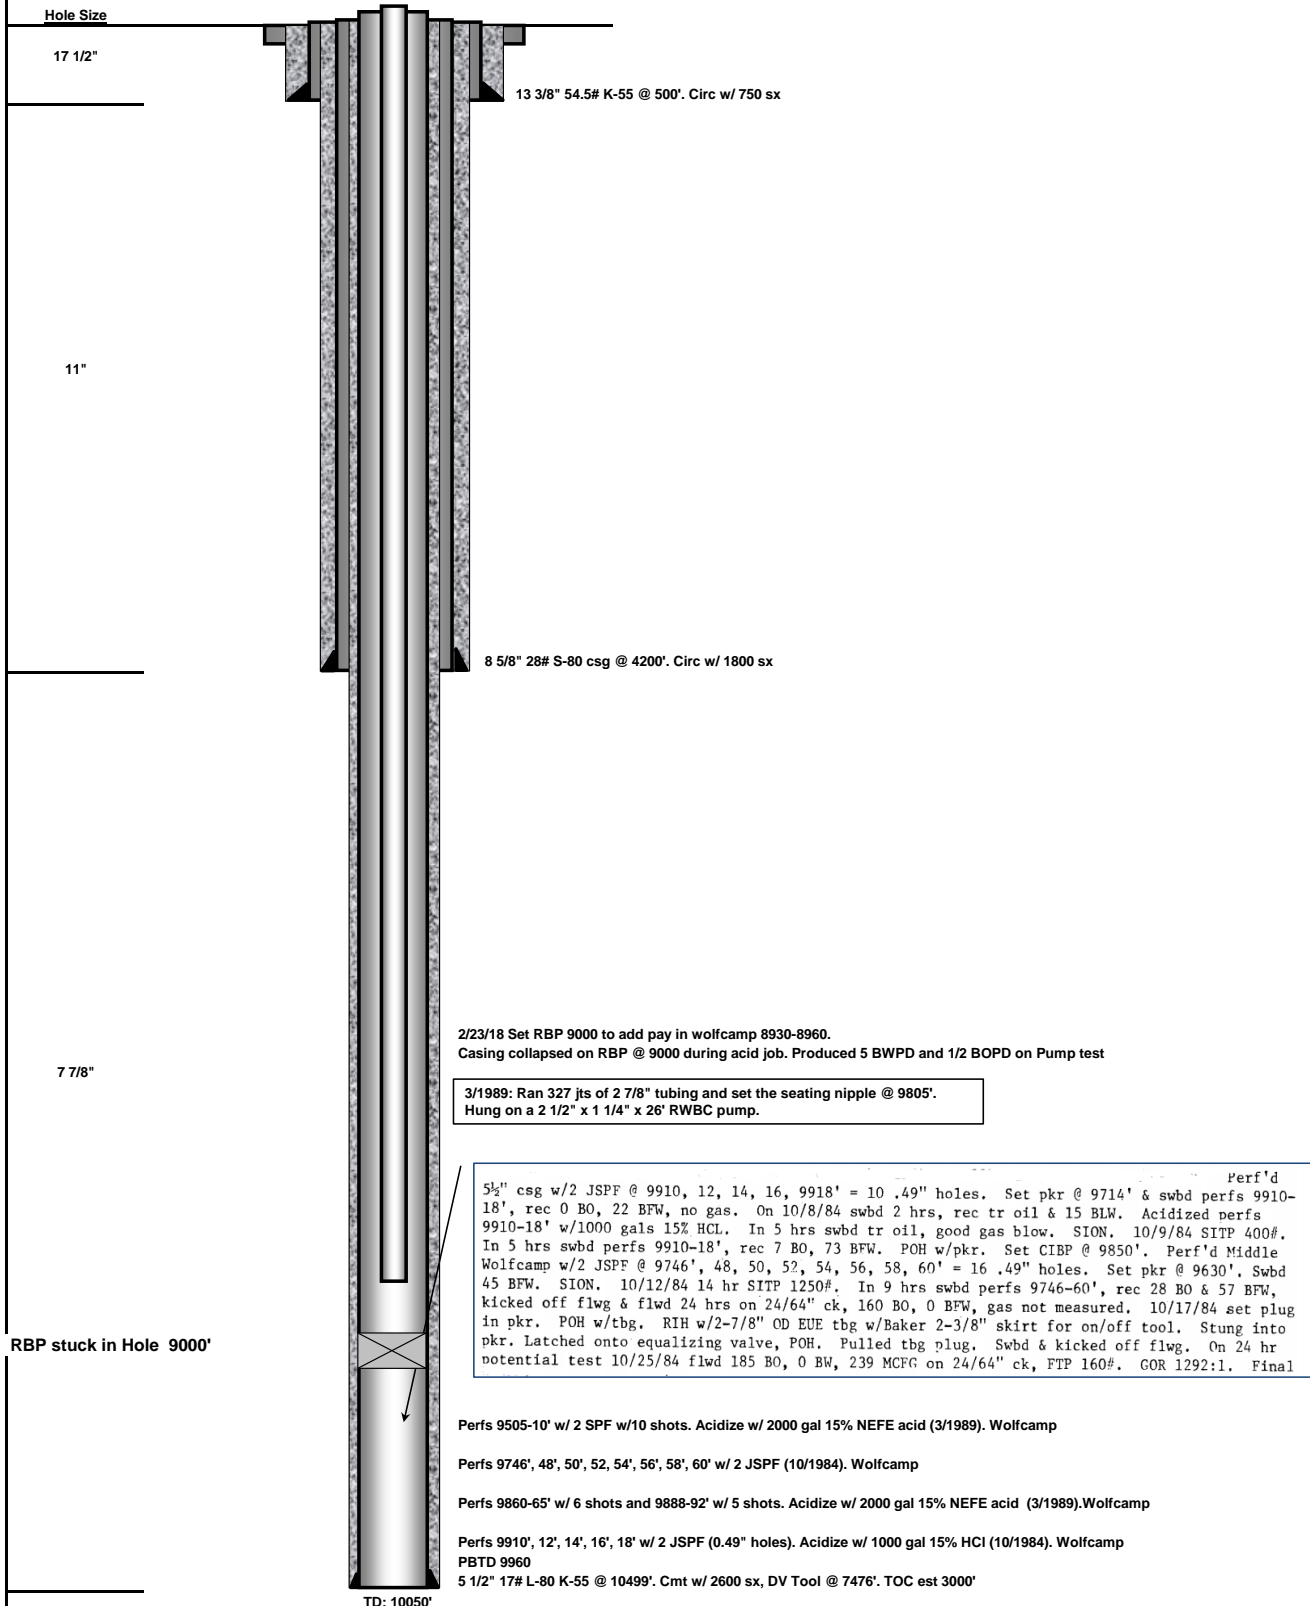 Hole Size
17 1/2"
13 3/8" 54.5# K-55 @ 500'. Circ w/ 750 sx
11"
8 5/8" 28# S-80 csg @ 4200'. Circ w/ 1800 sx
2/23/18 Set RBP 9000 to add pay in wolfcamp 8930-8960.
Casing collapsed on RBP @ 9000 during acid job. Produced 5 BWPD and 1/2 BOPD on Pump test
7 7/8"
3/1989: Ran 327 jts of 2 7/8" tubing and set the seating nipple @ 9805'.
Hung on a 2 1/2" x 1 1/4" x 26' RWBC pump.
Perf'd
5½" csg w/2 JSPF @ 9910, 12, 14, 16, 9918' = 10 .49" holes. Set pkr @ 9714' & swbd perfs 9910-
18', rec 0 BO, 22 BFW, no gas. On 10/8/84 swbd 2 hrs, rec tr oil & 15 BLW. Acidized perfs
9910-18' w/1000 gals 15% HCL. In 5 hrs swbd tr oil, good gas blow. SION. 10/9/84 SITP 400#.
In 5 hrs swbd perfs 9910-18', rec 7 BO, 73 BFW. POH w/pkr. Set CIBP @ 9850'. Perf'd Middle
Wolfcamp w/2 JSPF @ 9746', 48, 50, 52, 54, 56, 58, 60' = 16 .49" holes. Set pkr @ 9630'. Swbd
45 BFW. SION. 10/12/84 14 hr SITP 1250#. In 9 hrs swbd perfs 9746-60', rec 28 BO & 57 BFW,
kicked off flwg & flwd 24 hrs on 24/64" ck, 160 BO, 0 BFW, gas not measured. 10/17/84 set plug
in pkr. POH w/tbg. RIH w/2-7/8" OD EUE tbg w/Baker 2-3/8" skirt for on/off tool. Stung into
pkr. Latched onto equalizing valve, POH. Pulled tbg plug. Swbd & kicked off flwg. On 24 hr
potential test 10/25/84 flwd 185 BO, 0 BW, 239 MCFG on 24/64" ck, FTP 160#. GOR 1292:1. Final
RBP stuck in Hole 9000'
Perfs 9505-10' w/ 2 SPF w/10 shots. Acidize w/ 2000 gal 15% NEFE acid (3/1989). Wolfcamp
Perfs 9746', 48', 50', 52, 54', 56', 58', 60' w/ 2 JSPF (10/1984). Wolfcamp
Perfs 9860-65' w/ 6 shots and 9888-92' w/ 5 shots. Acidize w/ 2000 gal 15% NEFE acid (3/1989).Wolfcamp
Perfs 9910', 12', 14', 16', 18' w/ 2 JSPF (0.49" holes). Acidize w/ 1000 gal 15% HCl (10/1984). Wolfcamp
PBTD 9960
5 1/2" 17# L-80 K-55 @ 10499'. Cmt w/ 2600 sx, DV Tool @ 7476'. TOC est 3000'
TD: 10050'